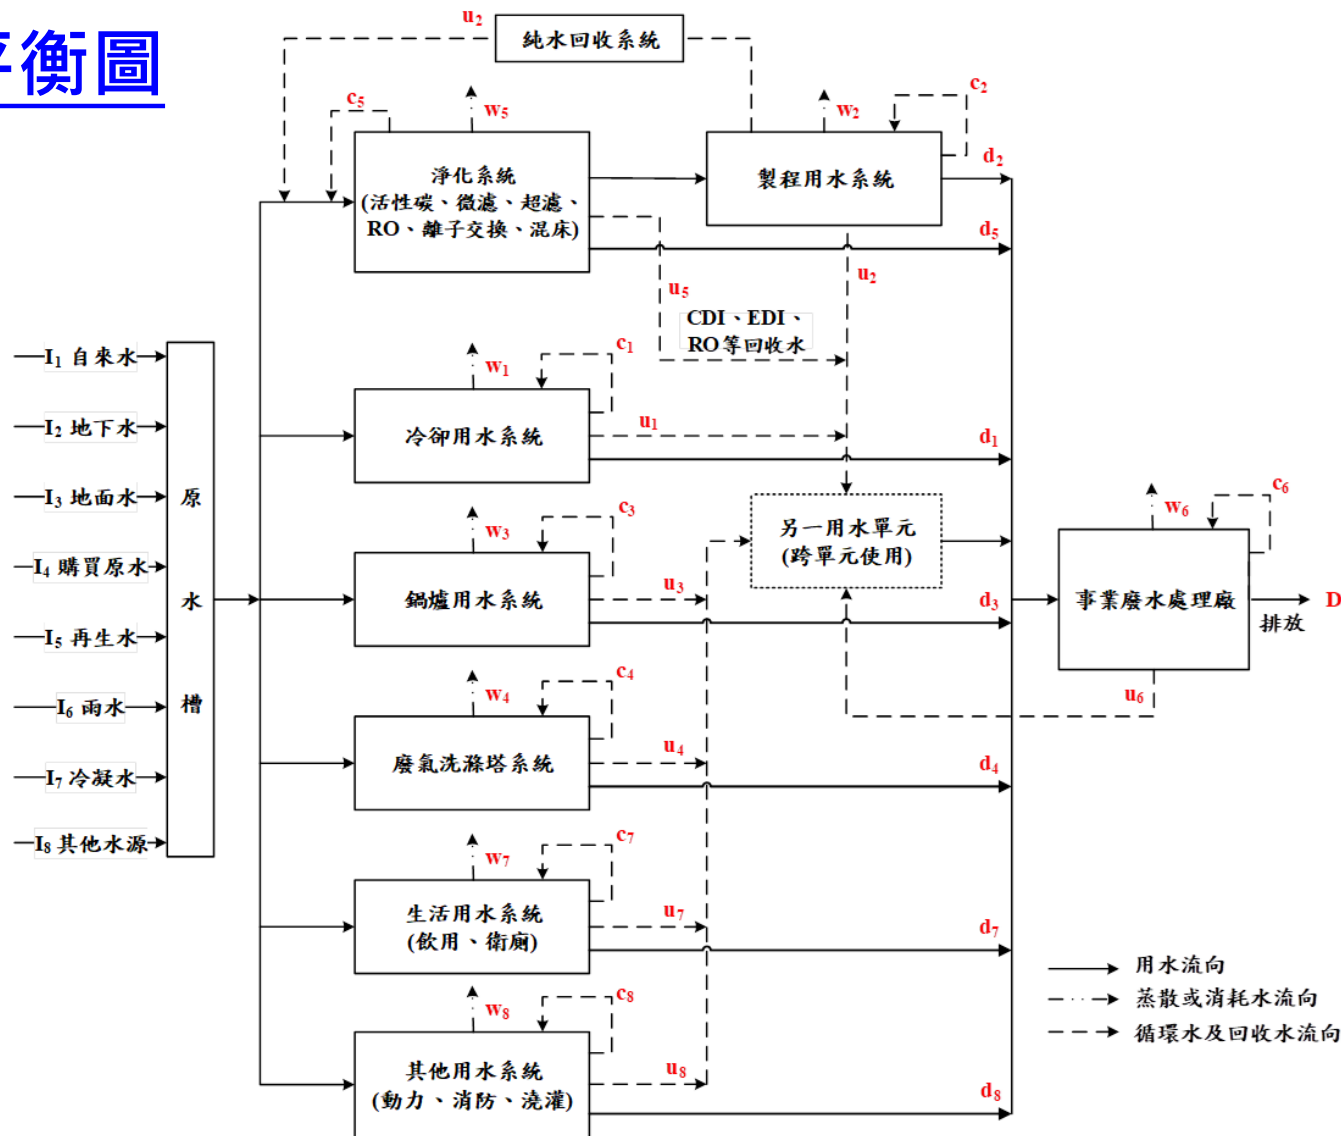 平衡圖
u₂
純水回收系統
c₅
w₅
w₂
c₂
淨化系統
(活性碳、微濾、超濾、
RO、離子交換、混床)
製程用水系統
d₂
d₅
u₅
u₂
CDI、EDI、
RO等回收水
I₁ 自來水
I₂ 地下水
I₃ 地面水
I₄ 購買原水
I₅ 再生水
I₆ 雨水
I₇ 冷凝水
I₈ 其他水源
原
水
槽
w₁
c₁
冷卻用水系統
u₁
d₁
w₃
c₃
鍋爐用水系統
u₃
d₃
另一用水單元
(跨單元使用)
w₆
c₆
事業廢水處理廠
D
排放
u₆
w₄
c₄
廢氣洗滌塔系統
u₄
d₄
w₇
c₇
生活用水系統
(飲用、衛廁)
u₇
d₇
w₈
c₈
其他用水系統
(動力、消防、澆灌)
u₈
d₈
用水流向
蒸散或消耗水流向
循環水及回收水流向